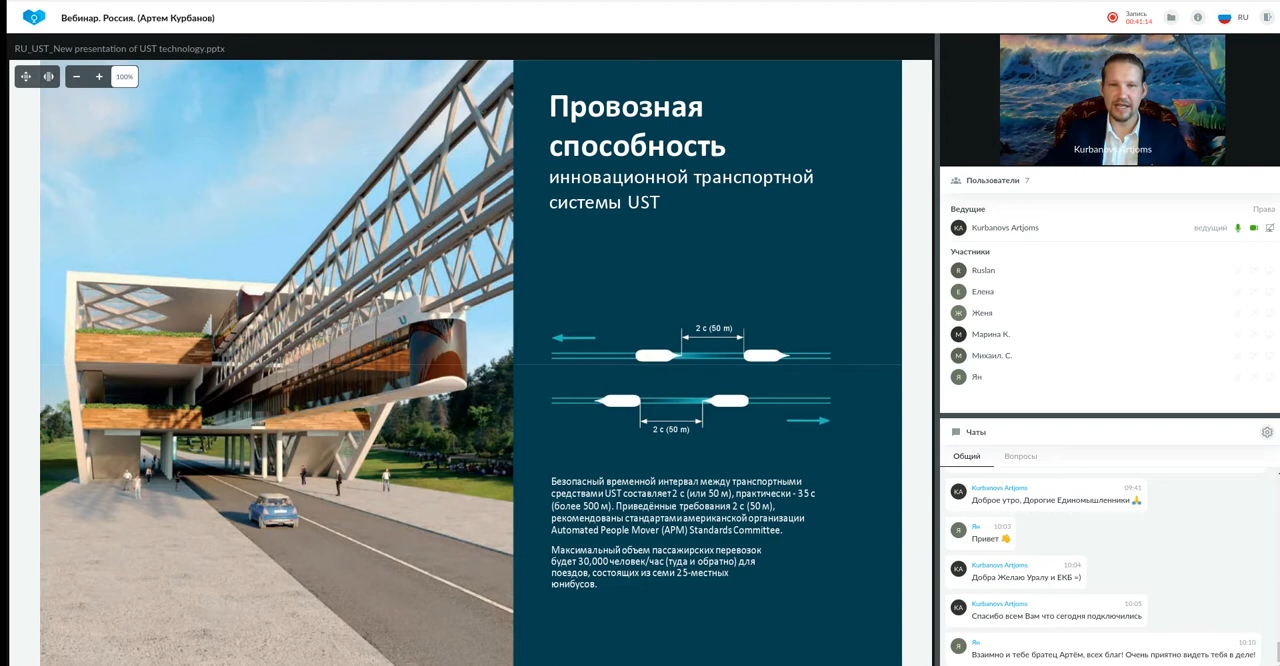 Вебинар. Россия. (Артем Курбанов)
Запись
00:41:14
RU
RU_UST_New presentation of UST technology.pptx
100%
Провозная
способность
инновационной транспортной
системы UST
2 с (50 m)
2 с (50 m)
Безопасный временной интервал между транспортными
средствами UST составляет 2 с (или 50 м), практически - 35 с
(более 500 м). Приведённые требования 2 с (50 м),
рекомендованы стандартами американской организации
Automated People Mover (APM) Standards Committee.
Максимальный объем пассажирских перевозок
будет 30,000 человек/час (туда и обратно) для
поездов, состоящих из семи 25-местных
юнибусов.
Kurbanovs Artjoms
Пользователи 7
Ведущие Права
KA Kurbanovs Artjoms ведущий
Участники
R Ruslan
Е Елена
Ж Женя
М Марина К.
М Михаил. С.
Я Ян
Чаты
Общий Вопросы
KA Kurbanovs Artjoms 09:41
Доброе утро, Дорогие Единомышленники 🙏
Я Ян 10:03
Привет 👋
KA Kurbanovs Artjoms 10:04
Добра Желаю Уралу и ЕКБ =)
KA Kurbanovs Artjoms 10:05
Спасибо всем Вам что сегодня подключились
Я Ян 10:10
Взаимно и тебе братец Артём, всех благ! Очень приятно видеть тебя в деле!